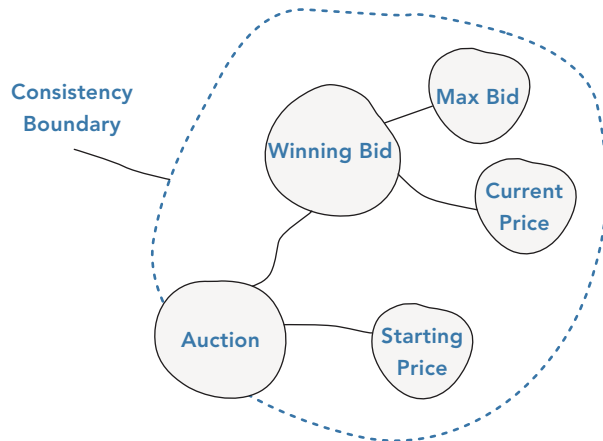 Consistency
Boundary
Max Bid
Winning Bid
Current
Price
Auction
Starting
Price